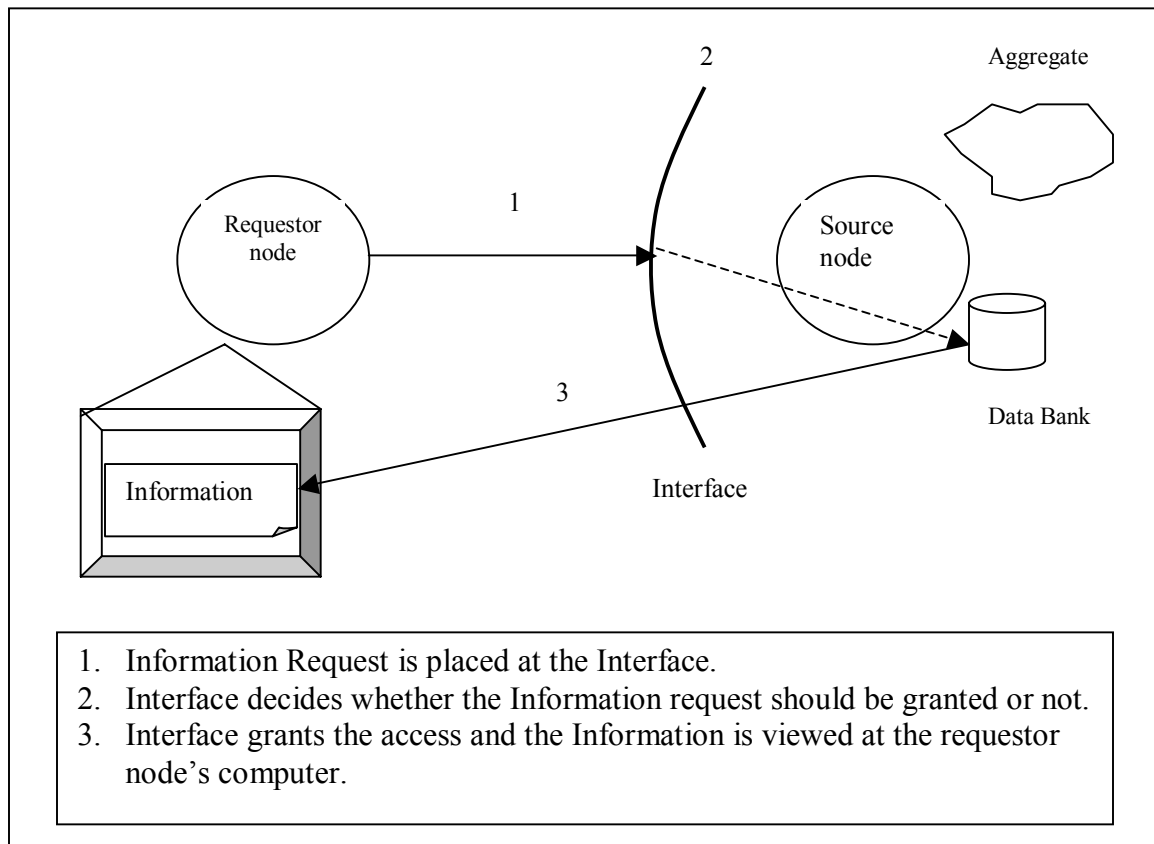 2
Aggregate
1
Requestor
node
Source
node
3
Data Bank
Information
Interface
1. Information Request is placed at the Interface.
2. Interface decides whether the Information request should be granted or not.
3. Interface grants the access and the Information is viewed at the requestor
node’s computer.